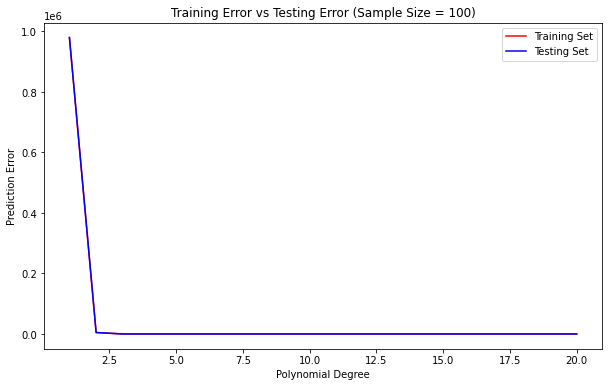 Training Error vs Testing Error (Sample Size = 100)
1e6
Training Set
Testing Set
1.0
0.8
0.6
0.4
0.2
0.0
Prediction Error
2.5 5.0 7.5 10.0 12.5 15.0 17.5 20.0
Polynomial Degree